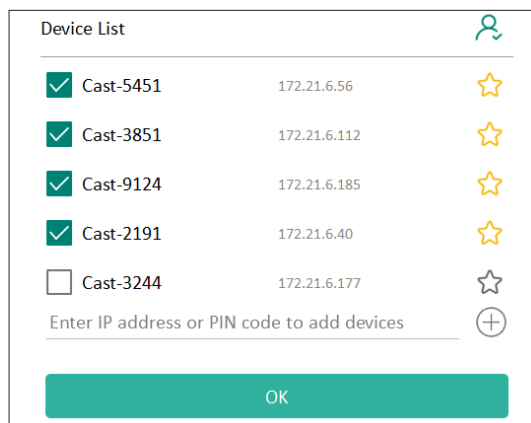 Device List
Cast-5451 172.21.6.56
Cast-3851 172.21.6.112
Cast-9124 172.21.6.185
Cast-2191 172.21.6.40
Cast-3244 172.21.6.177
Enter IP address or PIN code to add devices
OK